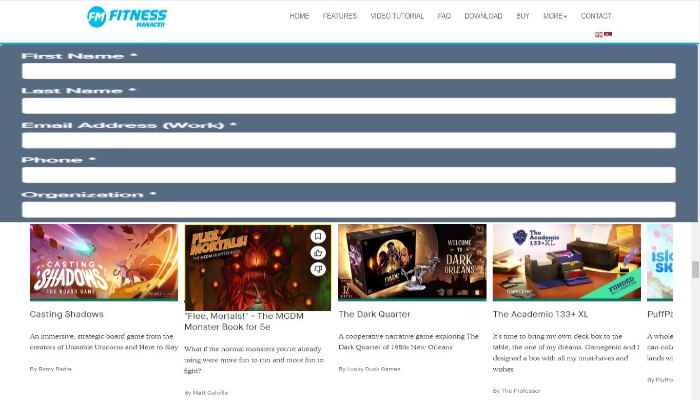 FM FITNESS
MANAGER
HOME FEATURES VIDEO TUTORIAL FAQ DOWNLOAD BUY MORE CONTACT
First Name *
Last Name *
Email Address (Work) *
Phone *
Organization *
CASTING
SHADOWS
THE BOARD GAME
FLEE,
MORTALS!
THE MCDM MONSTER BOOK
WELCOME
TO
DARK
ORLEANS
The
Academic
133+XL
GAMEGENIC
FUNDED
Casting Shadows
An immersive, strategic board game from the
creators of Unstable Unicorns and Here to Slay
By Ramy Badie
"Flee, Mortals!" – The MCDM
Monster Book for 5e
What if the normal monsters you're already
using were more fun to run and more fun to
fight?
By Matt Colville
The Dark Quarter
A cooperative narrative game exploring The
Dark Quarter of 1980s New Orleans
By Lucky Duck Games
The Academic 133+ XL
It's time to bring my own deck box to the
table, the one of my dreams. Gamegenic and I
designed a box with all my must-haves and
wishes
By The Professor
PuffPa
A whole
can col
lands wi